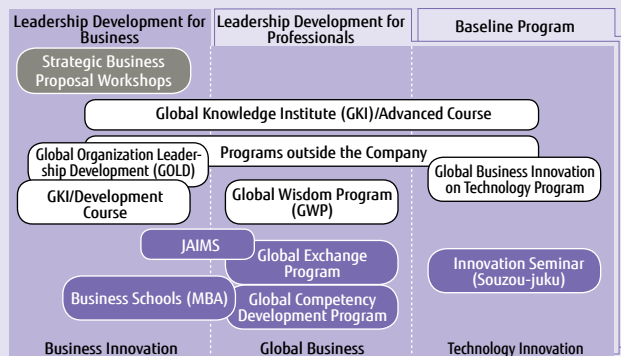 Leadership Development for
Business
Leadership Development for
Professionals
Baseline Program
Strategic Business
Proposal Workshops
Global Knowledge Institute (GKI)/Advanced Course
Programs outside the Company
Global Organization Leader-
ship Development (GOLD)
Global Business Innovation
on Technology Program
GKI/Development
Course
Global Wisdom Program
(GWP)
JAIMS
Global Exchange
Program
Innovation Seminar
(Souzou-juku)
Business Schools (MBA)
Global Competency
Development Program
Business Innovation
Global Business
Technology Innovation